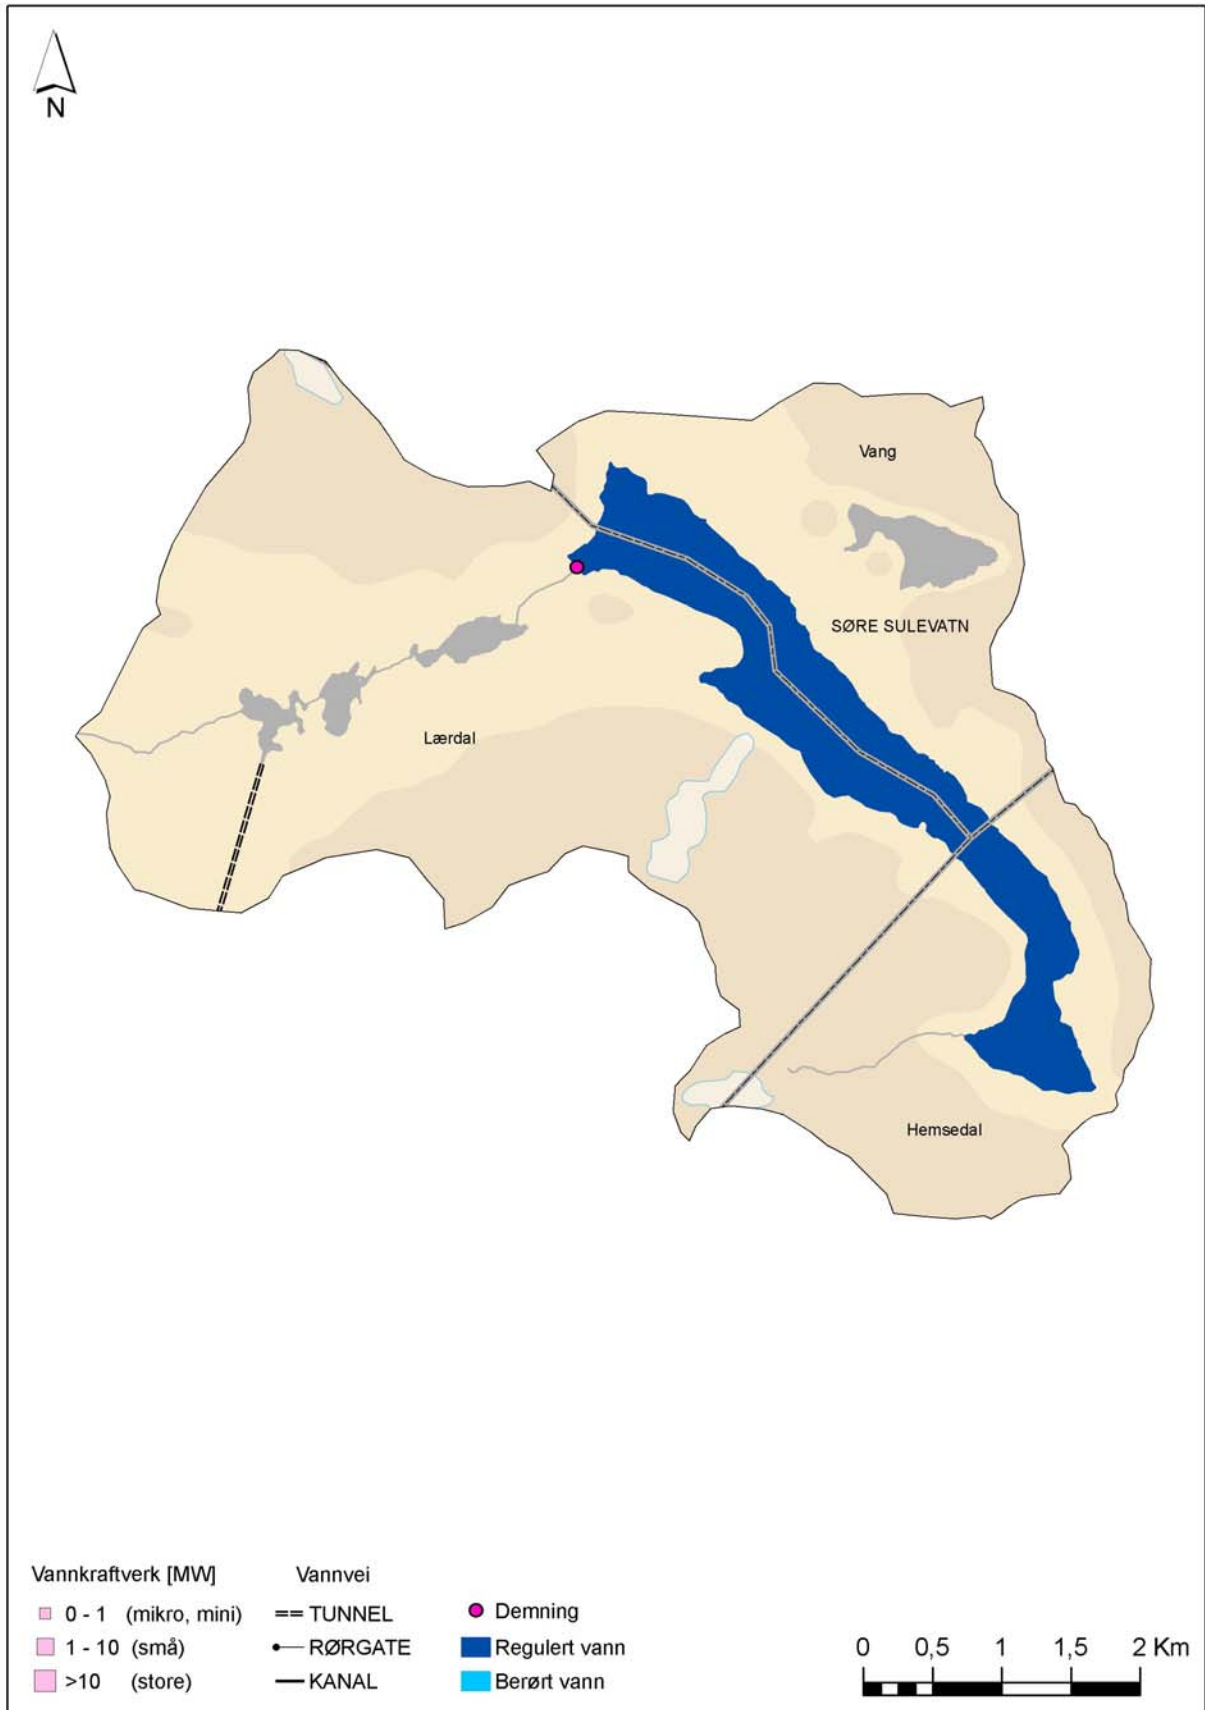 N
Vang
SØRE SULEVATN
Lærdal
Hemsedal
Vannkraftverk [MW]
0 - 1 (mikro, mini)
1 - 10 (små)
>10 (store)
Vannvei
TUNNEL
RØRGATE
KANAL
Demning
Regulert vann
Berørt vann
0 0,5 1 1,5 2 Km